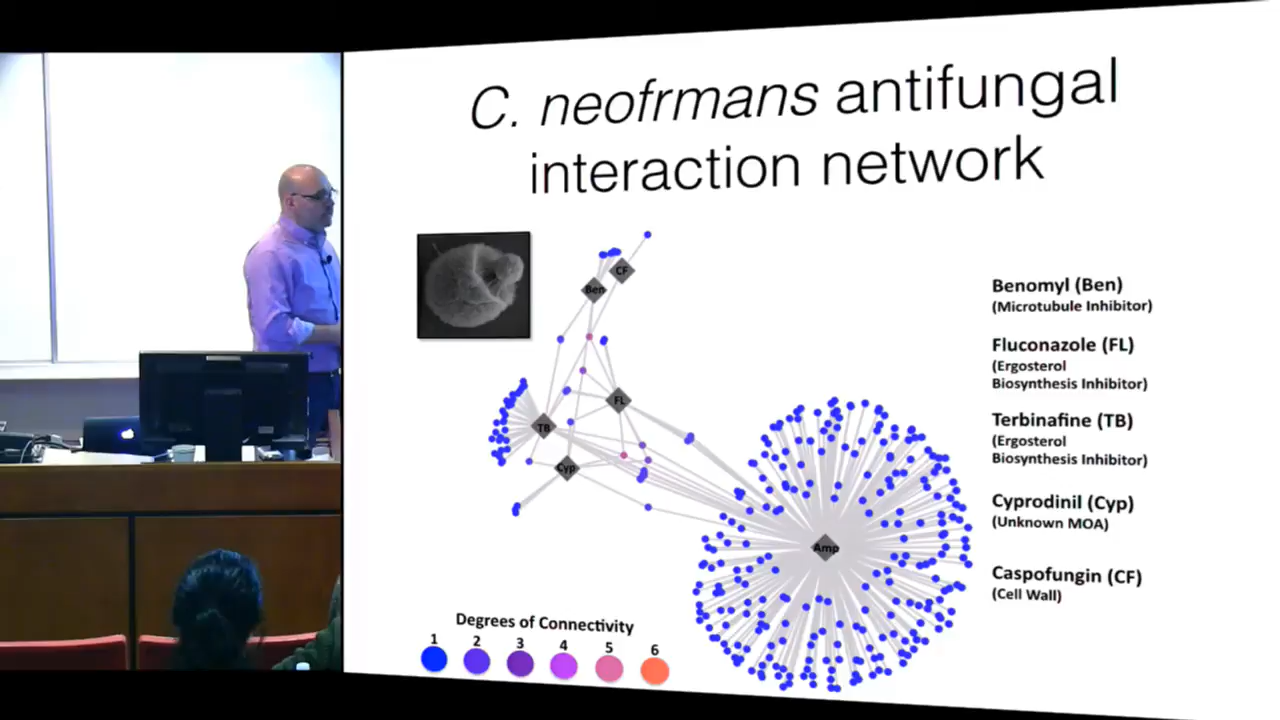 C. neofrmans antifungal
interaction network
CF
Ben
FL
TB
Cyp
Amp
Benomyl (Ben)
(Microtubule Inhibitor)
Fluconazole (FL)
(Ergosterol
Biosynthesis Inhibitor)
Terbinafine (TB)
(Ergosterol
Biosynthesis Inhibitor)
Cyprodinil (Cyp)
(Unknown MOA)
Caspofungin (CF)
(Cell Wall)
Degrees of Connectivity
1 2 3 4 5 6